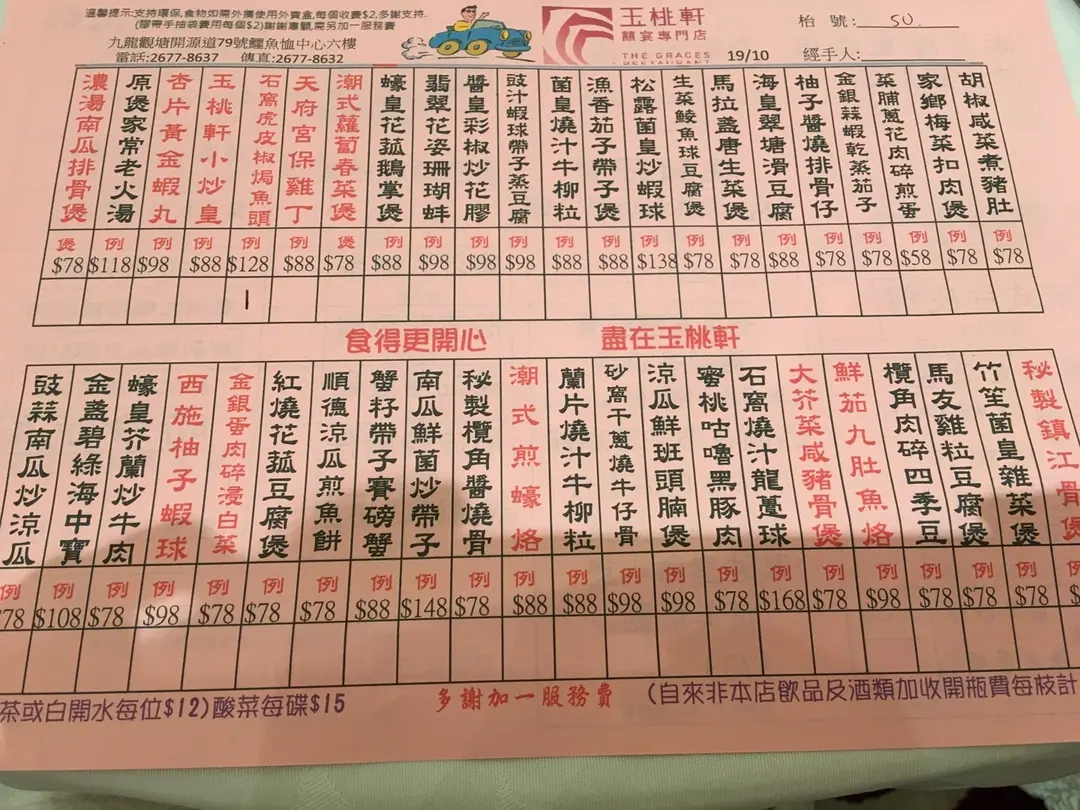 溫馨提示:支持環保,食物如需外攜使用外賣盒,每個收費$2,多謝支持.
(膠帶手抽袋費用每個$2)謝謝惠顧,需另加一服務費
九龍觀塘開源道79號鱷魚恤中心六樓
電話:2677-8637 傳真:2677-8632
玉桃軒
囍宴專門店
THE GRACES
19/10
枱 號: 50
經手人:
胡椒咸菜煮豬肚 例 $78
家鄉梅菜扣肉煲 例 $78
菜脯蔥花肉碎煎蛋 例 $58
金銀蒜蝦乾蒸茄子 例 $78
柚子醬燒排骨仔 例 $78
海皇翠塘滑豆腐 例 $88
馬拉盞唐生菜煲 例 $78
生菜鯪魚球豆腐煲 例 $78
松露菌皇炒蝦球 例 $138
漁香茄子帶子煲 例 $88
菌皇燒汁牛柳粒 例 $88
豉汁蝦球帶子蒸豆腐 例 $98
醬皇彩椒炒花膠 例 $98
翡翠花姿珊瑚蚌 例 $98
蠔皇花菰鵝掌煲 例 $88
潮式蘿蔔春菜煲 煲 $78
天府宮保雞丁 例 $88
石窩虎皮椒焗魚頭 例 $128 1
玉桃軒小炒皇 例 $88
杏片黃金蝦丸 例 $98
原煲家常老火湯 例 $118
濃湯南瓜排骨煲 煲 $78
食得更開心 盡在玉桃軒
秘製鎮江骨
竹笙菌皇雜菜煲 例 $78
馬友雞粒豆腐煲 例 $78
欖角肉碎四季豆 例 $78
鮮茄九肚魚烙 例 $98
大芥菜咸豬骨煲 例 $78
石窩燒汁龍躉球 例 $168
蜜桃咕嚕黑豚肉 例 $78
涼瓜鮮班頭腩煲 例 $98
砂窩干蔥燒牛仔骨 例 $98
蘭片燒汁牛柳粒 例 $88
潮式煎蠔烙 例 $88
秘製欖角醬燒骨 例 $78
南瓜鮮菌炒帶子 例 $148
蟹籽帶子賽磅蟹 例 $88
順德涼瓜煎魚餅 例 $78
紅燒花菰豆腐煲 例 $78
金銀蛋肉碎浸白菜 例 $78
西施柚子蝦球 例 $98
蠔皇芥蘭炒牛肉 例 $78
金盞碧綠海中寶 例 $108
豉蒜南瓜炒涼瓜 例 78
茶或白開水每位$12)酸菜每碟$15
多謝加一服務費
(自來非本店飲品及酒類加收開瓶費每枝計